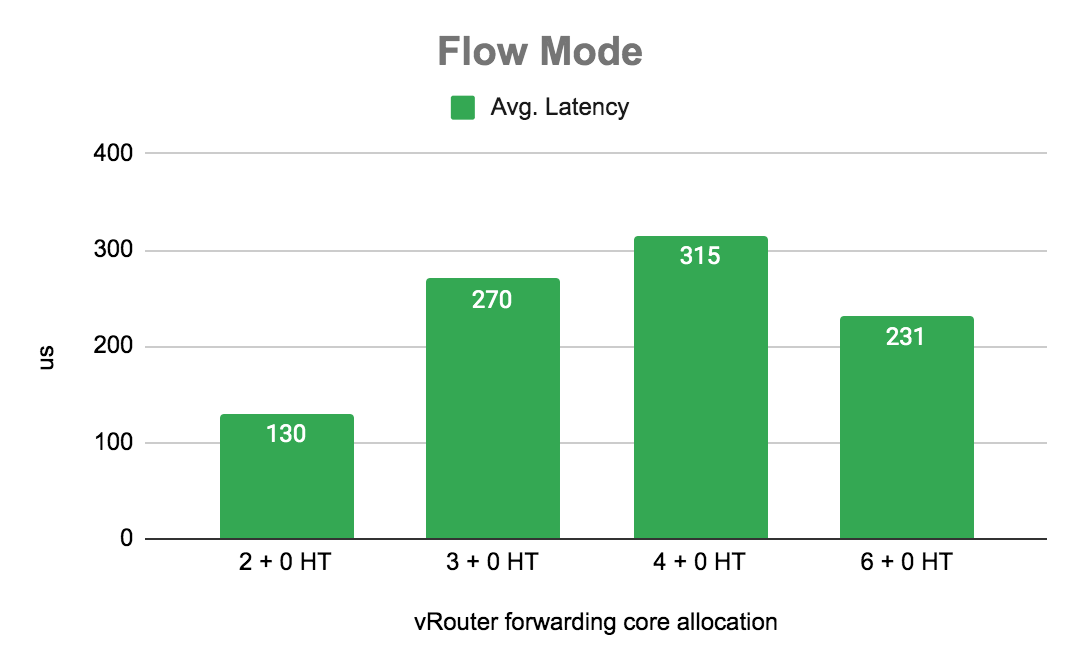 Flow Mode
Avg. Latency
400
300
200
100
0
us
130
270
315
231
2 + 0 HT
3 + 0 HT
4 + 0 HT
6 + 0 HT
vRouter forwarding core allocation